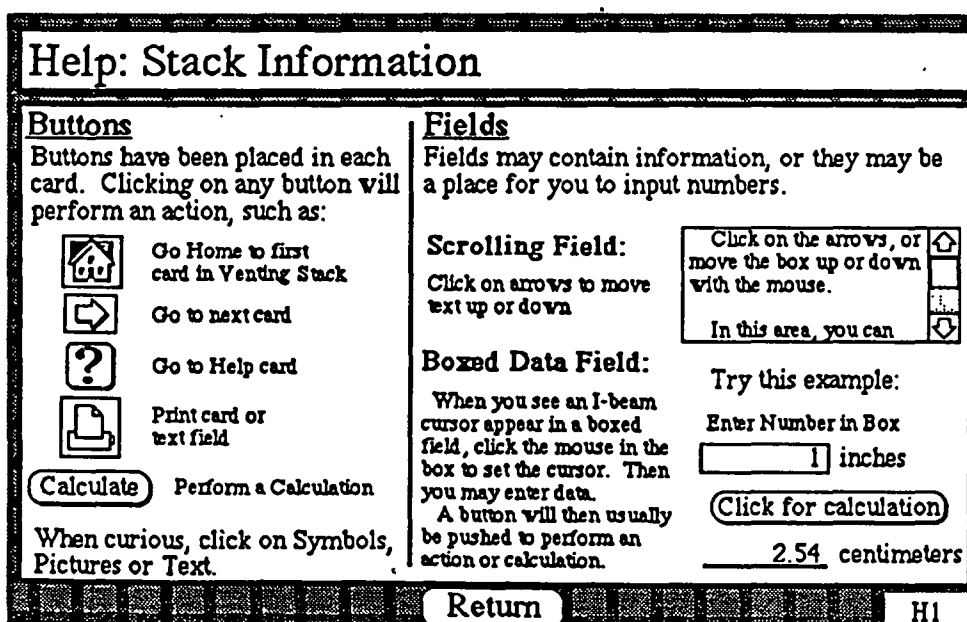 Help: Stack Information
Buttons
Buttons have been placed in each
card. Clicking on any button will
perform an action, such as:
Go Home to first
card in Venting Stack
Go to next card
?
Go to Help card
Print card or
text field
Calculate
Perform a Calculation
When curious, click on Symbols,
Pictures or Text.
Fields
Fields may contain information, or they may be
a place for you to input numbers.
Scrolling Field:
Click on arrows to move
text up or down
Click on the arrows, or
move the box up or down
with the mouse.
In this area, you can
Boxed Data Field:
When you see an I-beam
cursor appear in a boxed
field, click the mouse in the
box to set the cursor. Then
you may enter data.
A button will then usually
be pushed to perform an
action or calculation.
Try this example:
Enter Number in Box
1 inches
Click for calculation
2.54 centimeters
Return
H1